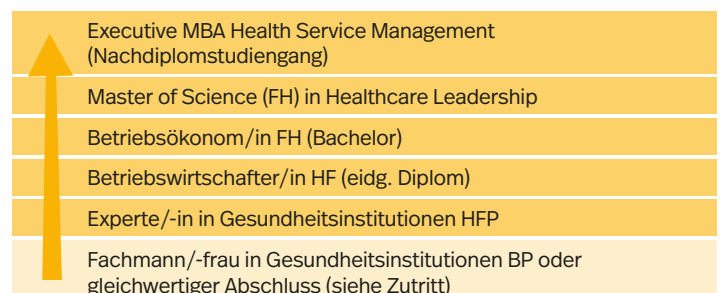 Executive MBA Health Service Management
(Nachdiplomstudiengang)
Master of Science (FH) in Healthcare Leadership
Betriebsökonom/in FH (Bachelor)
Betriebswirtschafter/in HF (eidg. Diplom)
Experte/-in in Gesundheitsinstitutionen HFP
Fachmann/-frau in Gesundheitsinstitutionen BP oder
gleichwertiger Abschluss (siehe Zutritt)